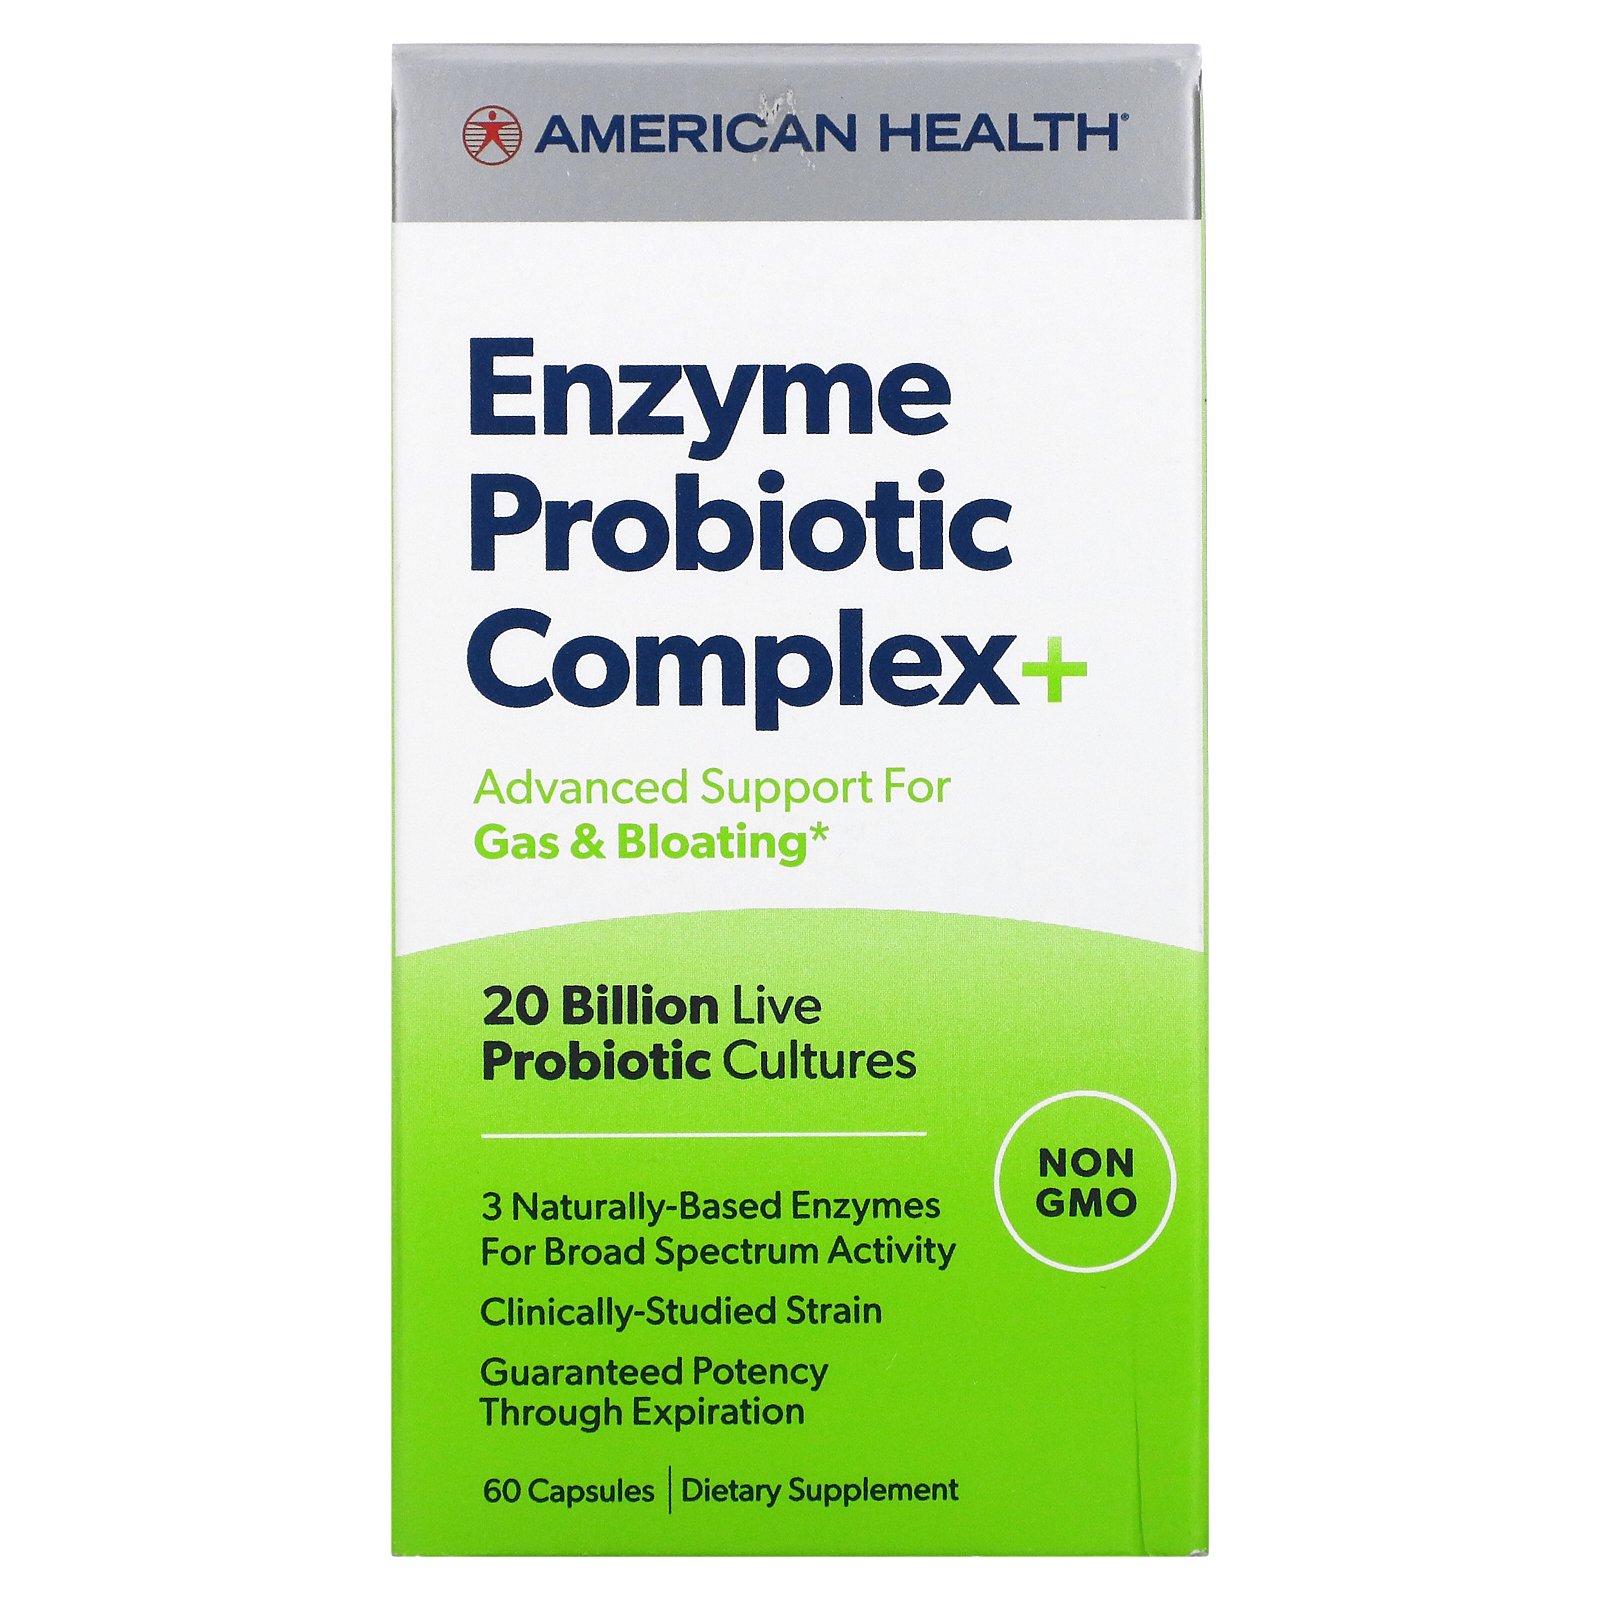 AMERICAN HEALTH®
Enzyme
Probiotic
Complex+
Advanced Support For
Gas & Bloating*
20 Billion Live
Probiotic Cultures
3 Naturally-Based Enzymes
For Broad Spectrum Activity
NON
GMO
Clinically-Studied Strain
Guaranteed Potency
Through Expiration
60 Capsules | Dietary Supplement